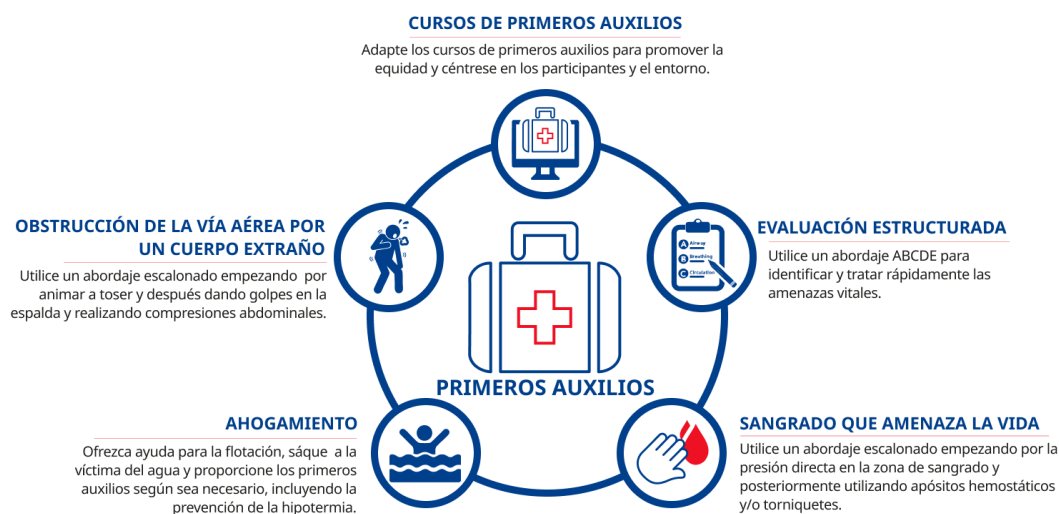 CURSOS DE PRIMEROS AUXILIOS
Adapte los cursos de primeros auxilios para promover la
equidad y céntrese en los participantes y el entorno.
OBSTRUCCIÓN DE LA VÍA AÉREA POR
UN CUERPO EXTRAÑO
Utilice un abordaje escalonado empezando por
animar a toser y después dando golpes en la
espalda y realizando compresiones abdominales.
EVALUACIÓN ESTRUCTURADA
Utilice un abordaje ABCDE para
identificar y tratar rápidamente las
amenazas vitales.
A Airway
B Breathing
C Circulation
PRIMEROS AUXILIOS
AHOGAMIENTO
Ofrezca ayuda para la flotación, sáque a la
víctima del agua y proporcione los primeros
auxilios según sea necesario, incluyendo la
prevención de la hipotermia.
SANGRADO QUE AMENAZA LA VIDA
Utilice un abordaje escalonado empezando por la
presión directa en la zona de sangrado y
posteriormente utilizando apósitos hemostáticos
y/o torniquetes.